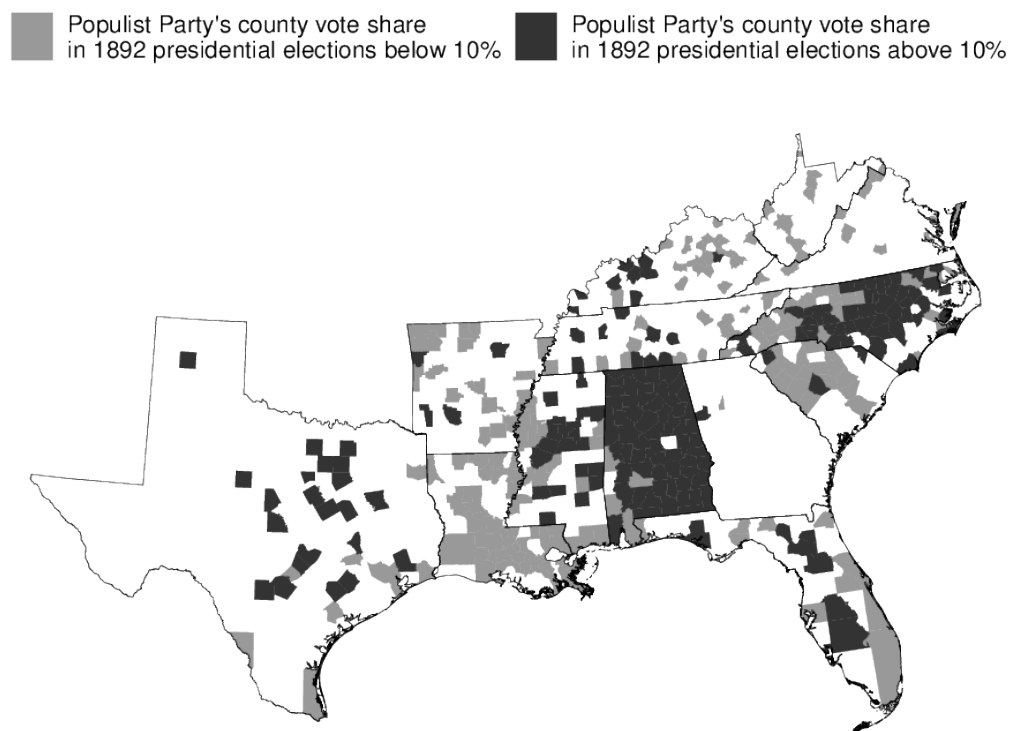 Populist Party's county vote share
in 1892 presidential elections below 10%
Populist Party's county vote share
in 1892 presidential elections above 10%